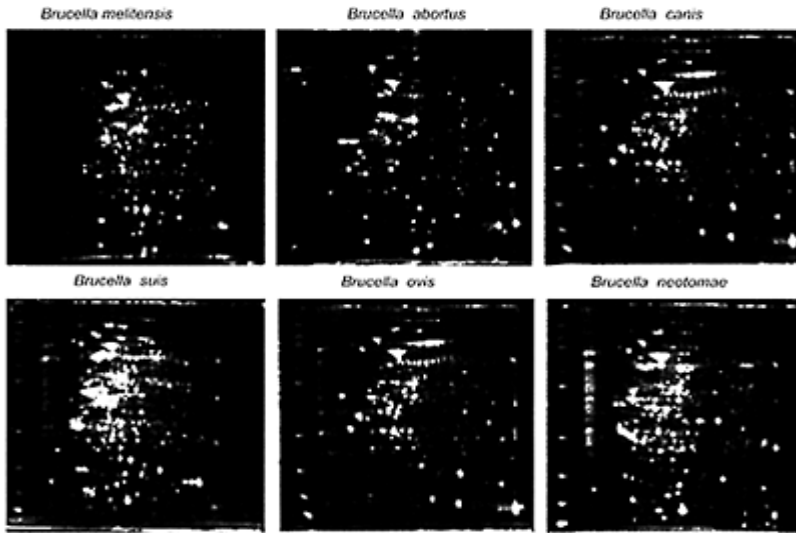 Brucella melitensis
Brucella abortus
Brucella canis
Brucella suis
Brucella ovis
Brucella neotomae